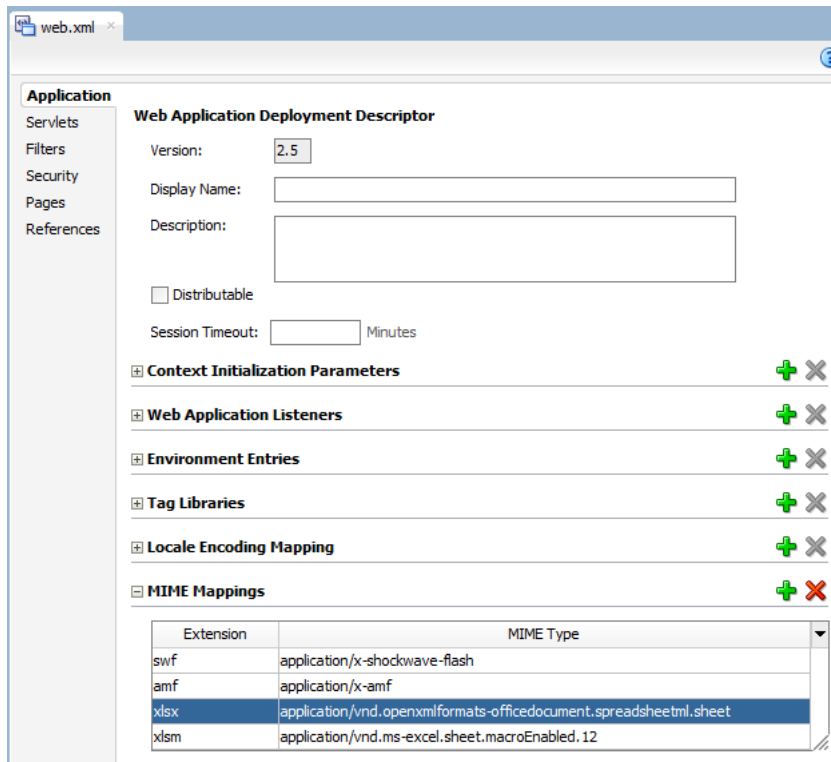 web.xml
Application
Servlets
Filters
Security
Pages
References
Web Application Deployment Descriptor
Version: 2.5
Display Name:
Description:
Distributable
Session Timeout: Minutes
Context Initialization Parameters
Web Application Listeners
Environment Entries
Tag Libraries
Locale Encoding Mapping
MIME Mappings
Extension MIME Type
swf application/x-shockwave-flash
amf application/x-amf
xlsx application/vnd.openxmlformats-officedocument.spreadsheetml.sheet
xlsm application/vnd.ms-excel.sheet.macroEnabled.12